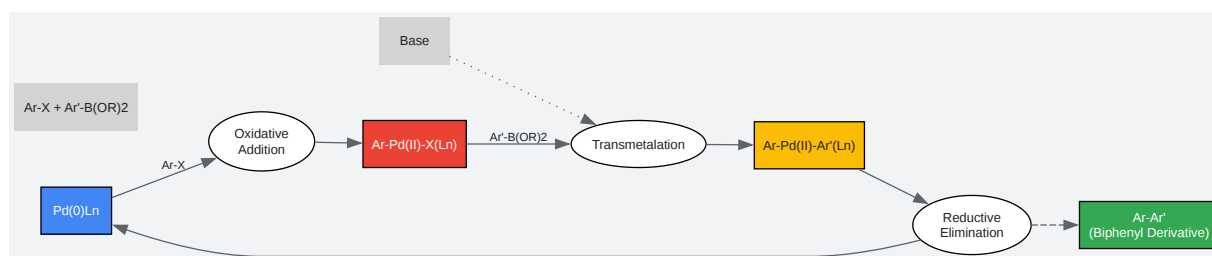 Base
Ar-X + Ar'-B(OR)2
Oxidative
Addition
Ar-X
Ar-Pd(II)-X(Ln)
Ar'-B(OR)2
Transmetalation
Ar-Pd(II)-Ar'(Ln)
Pd(0)Ln
Reductive
Elimination
Ar-Ar'
(Biphenyl Derivative)